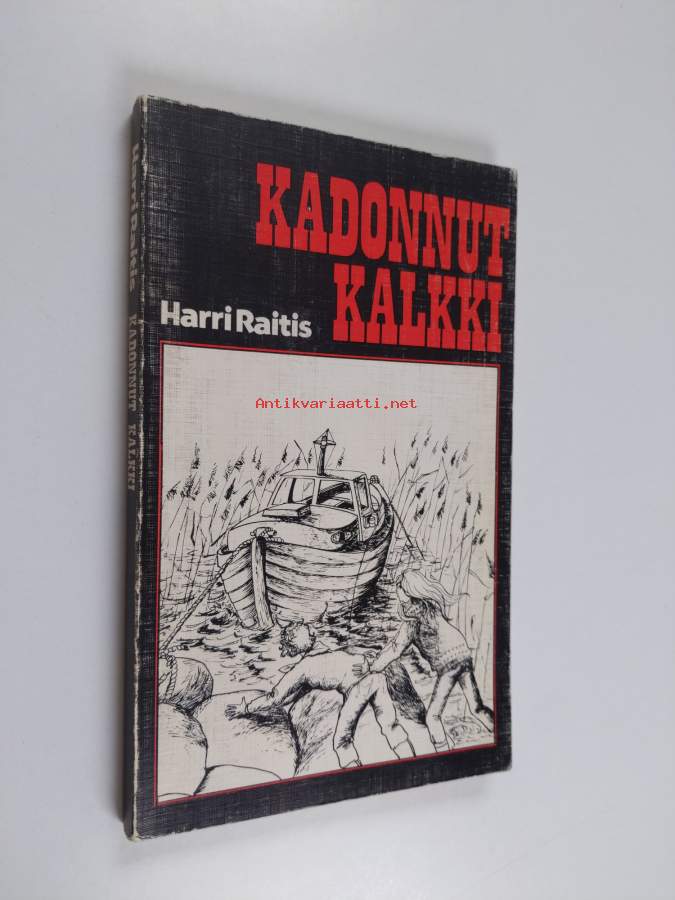 KADONNUT
KALKKI
Harri Raitis
Antikvariaatti.net
Harri Raitis KADONNUT KALKKI